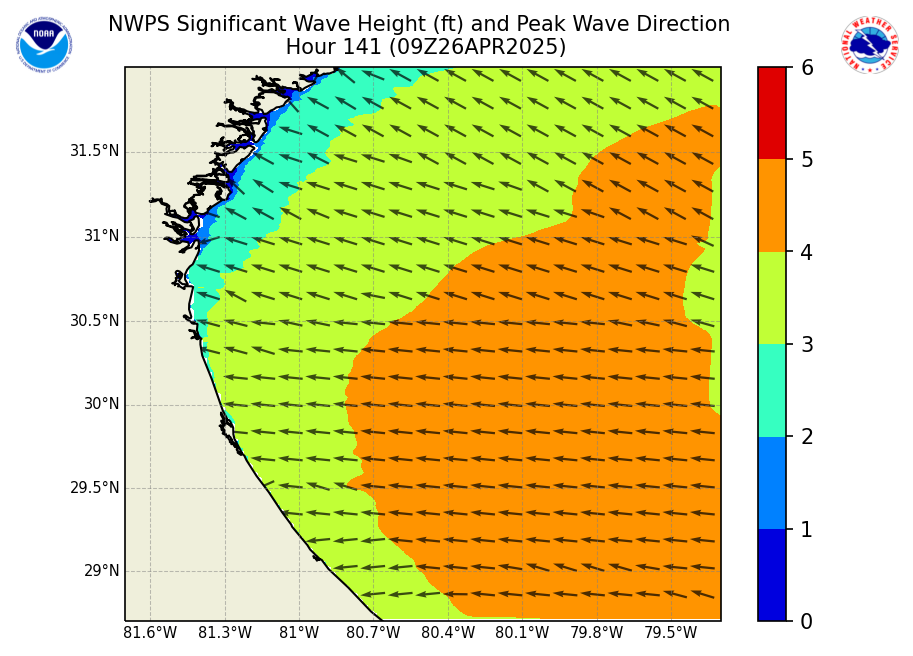 NWPS Significant Wave Height (ft) and Peak Wave Direction
Hour 141 (09Z26APR2025)
NOAA
NATIONAL WEATHER SERVICE
31.5°N
31°N
30.5°N
30°N
29.5°N
29°N
81.6°W 81.3°W 81°W 80.7°W 80.4°W 80.1°W 79.8°W 79.5°W
6
5
4
3
2
1
0